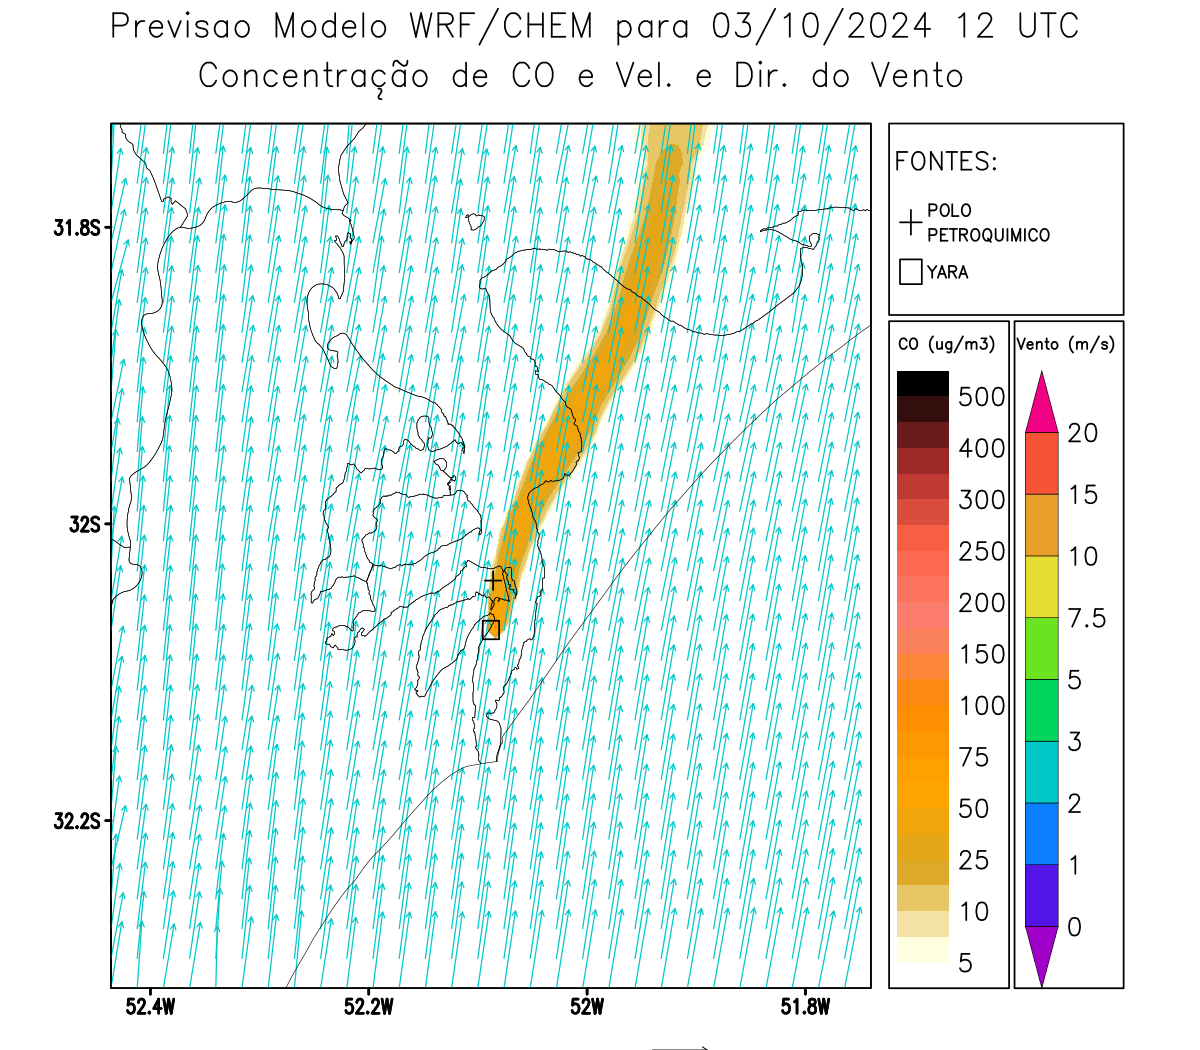 Previsao Modelo WRF/CHEM para 03/10/2024 12 UTC
Concentração de CO e Vel. e Dir. do Vento
FONTES:
POLO
PETROQUIMICO
YARA
CO (ug/m3)
500
400
300
250
200
150
100
75
50
25
10
5
Vento (m/s)
20
15
10
7.5
5
3
2
1
0
31.8S
32S
32.2S
52.4W
52.2W
52W
51.8W